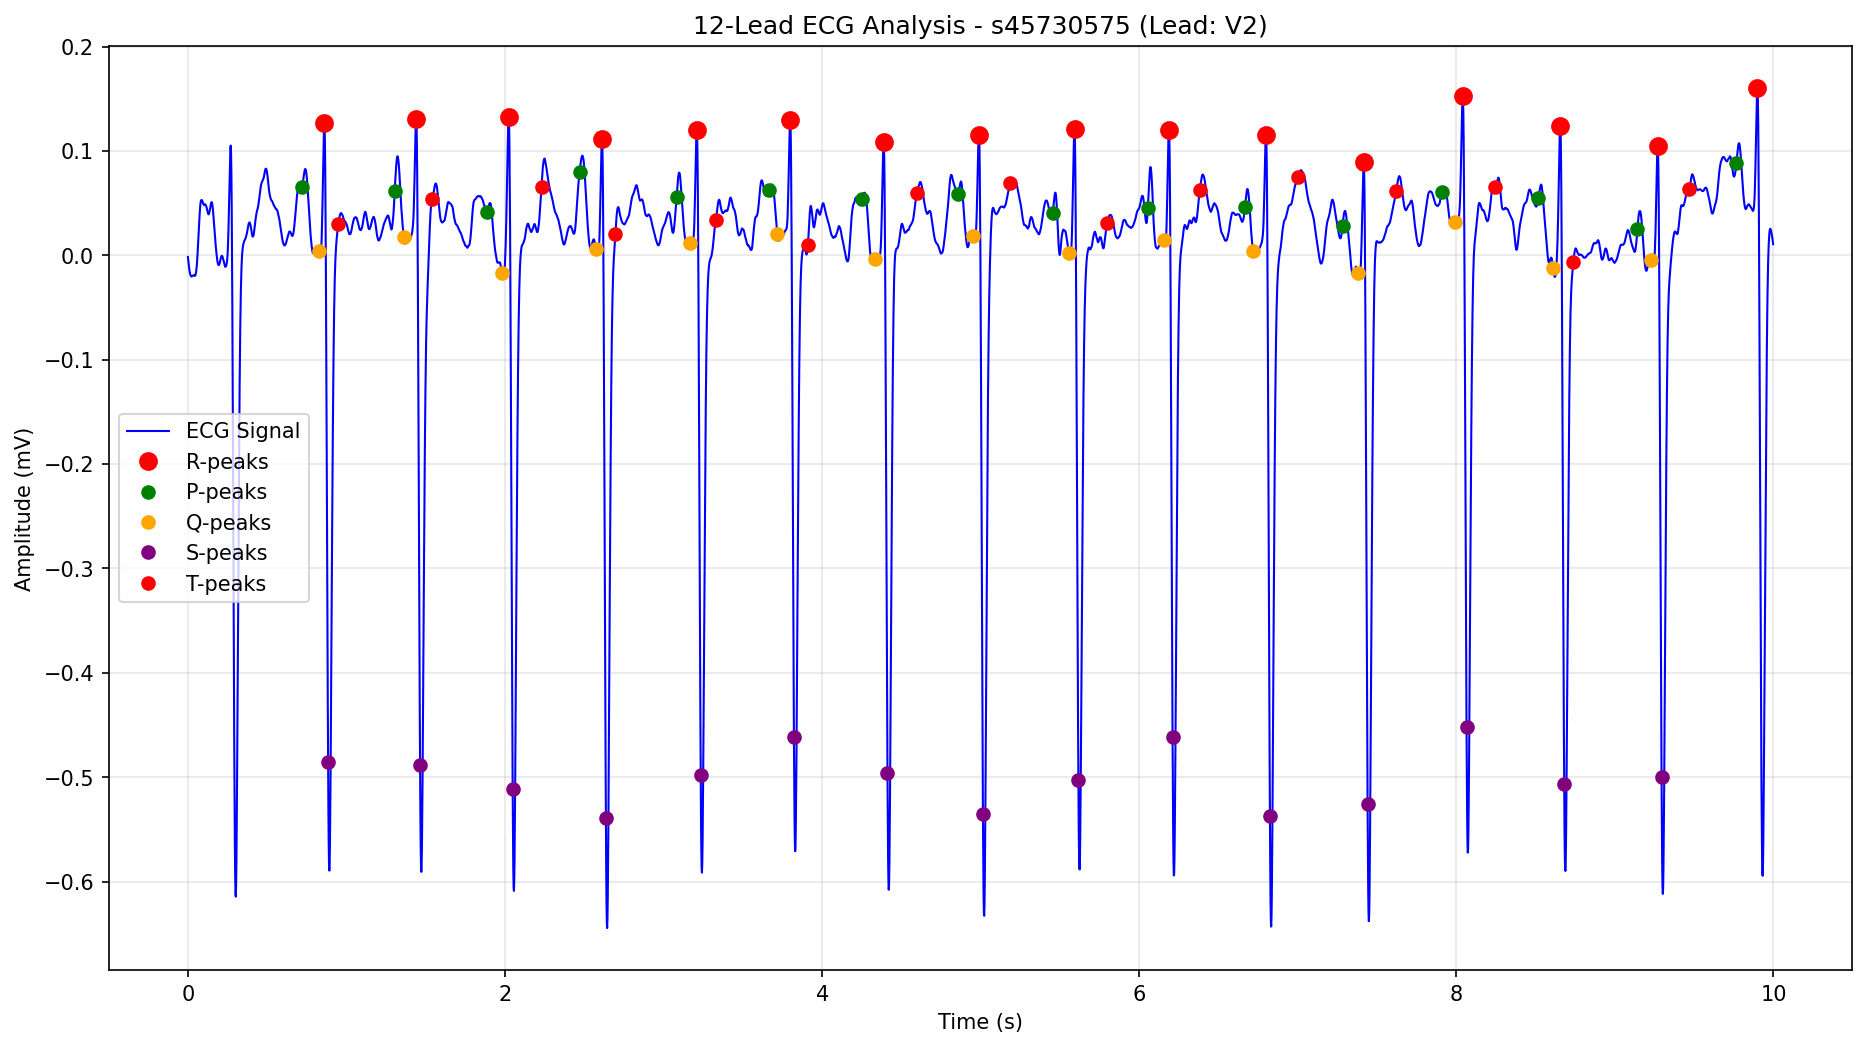 12-Lead ECG Analysis - s45730575 (Lead: V2)
0.2
0.1
0.0
−0.1
−0.2
−0.3
−0.4
−0.5
−0.6
Amplitude (mV)
ECG Signal
R-peaks
P-peaks
Q-peaks
S-peaks
T-peaks
0 2 4 6 8 10
Time (s)